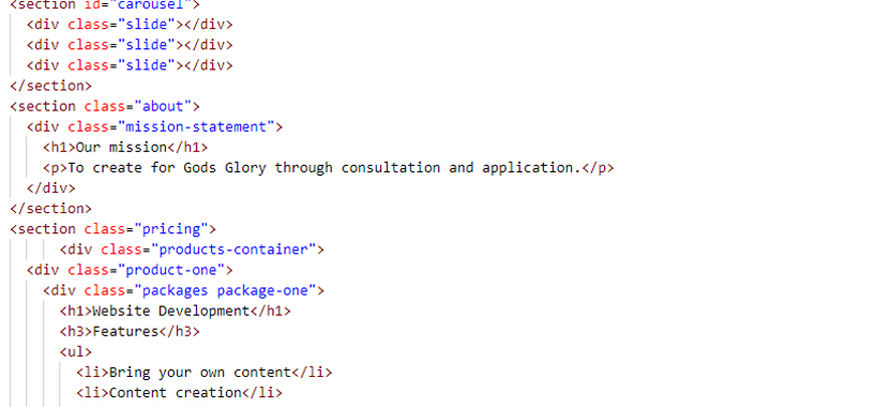 <section id="carousel">
<div class="slide"></div>
<div class="slide"></div>
<div class="slide"></div>
</section>
<section class="about">
<div class="mission-statement">
<h1>Our mission</h1>
<p>To create for Gods Glory through consultation and application.</p>
</div>
</section>
<section class="pricing">
<div class="products-container">
<div class="product-one">
<div class="packages package-one">
<h1>Website Development</h1>
<h3>Features</h3>
<ul>
<li>Bring your own content</li>
<li>Content creation</li>